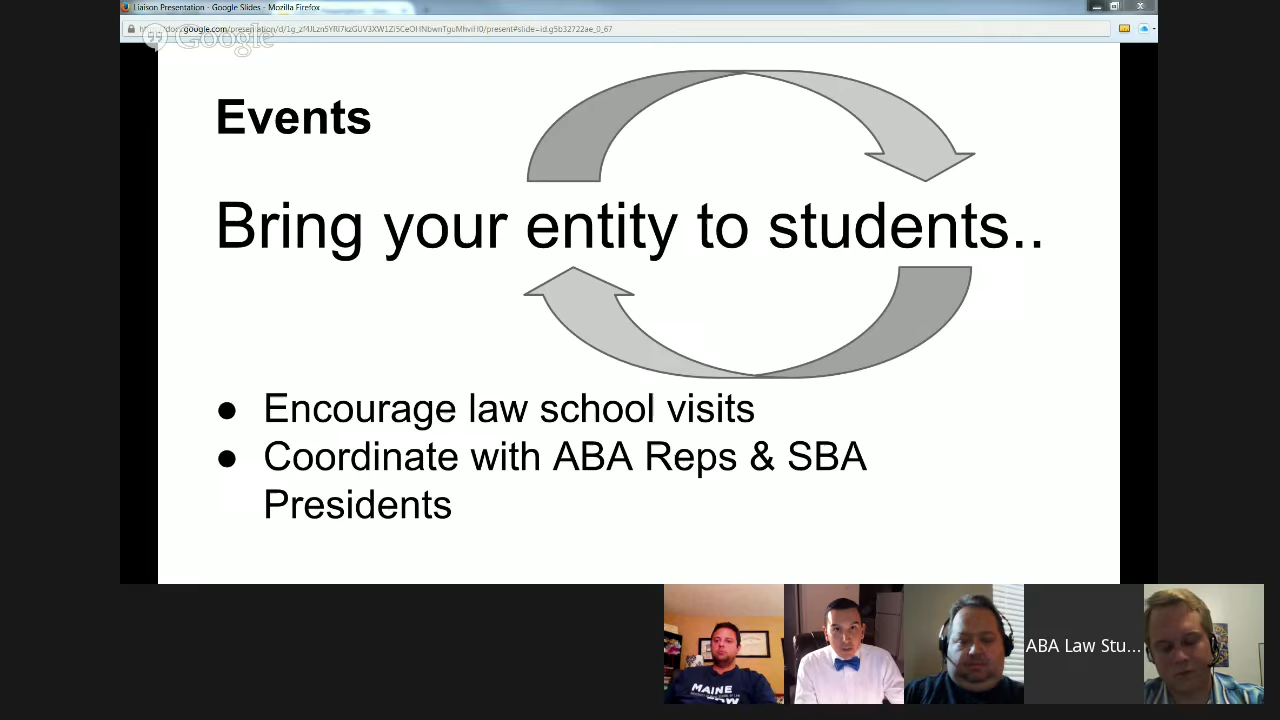 Liaison Presentation - Google Slides - Mozilla Firefox
Google
Events
Bring your entity to students..
● Encourage law school visits
● Coordinate with ABA Reps & SBA
Presidents
ABA Law Stu...
MAINE